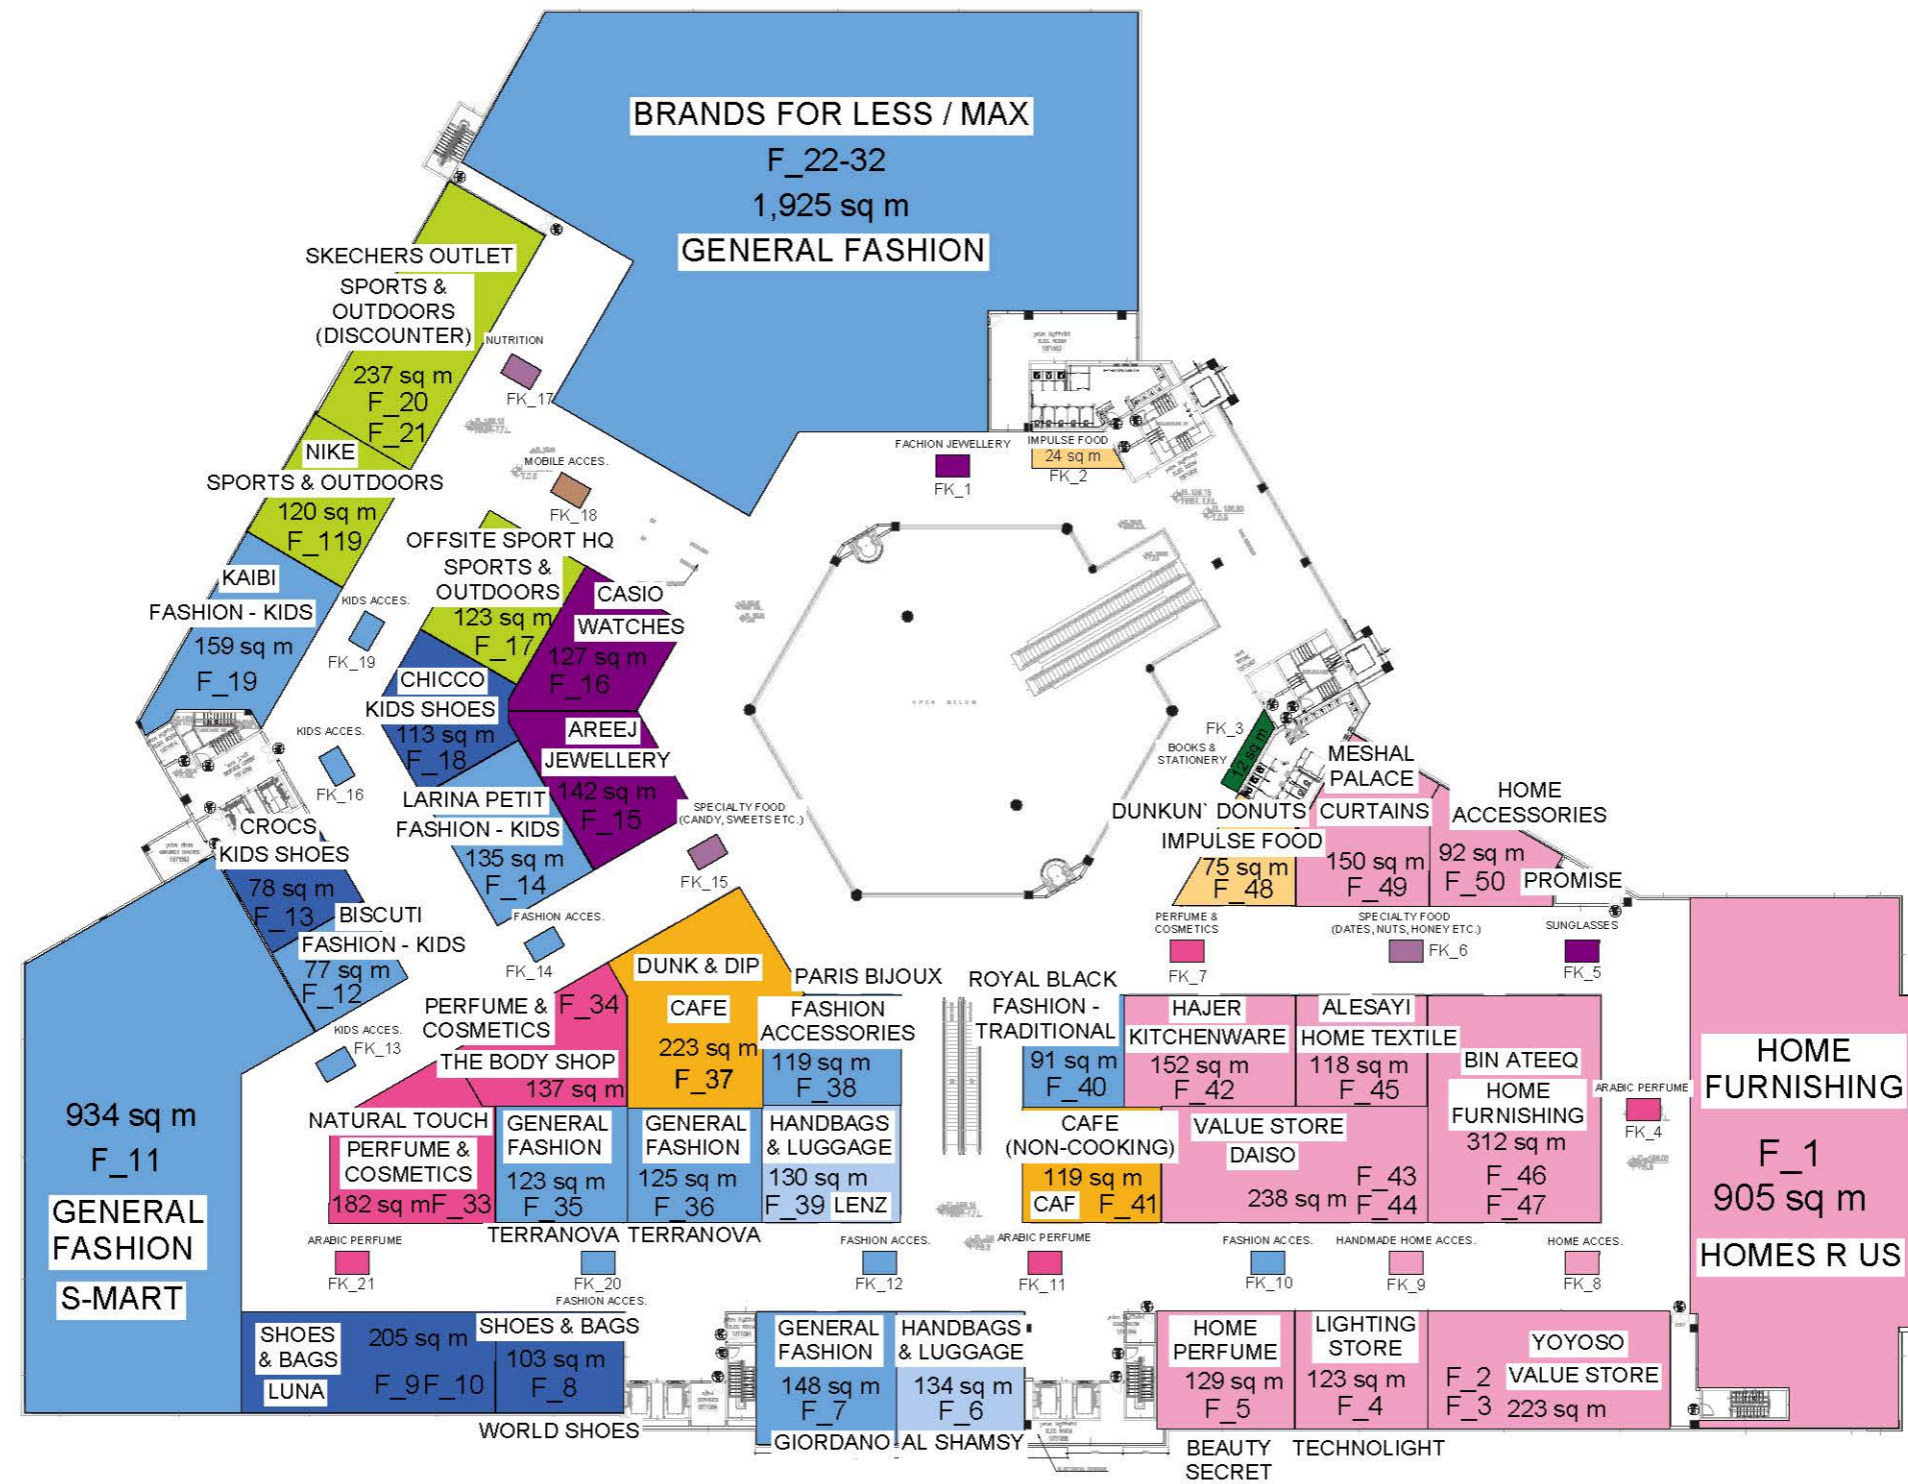 BRANDS FOR LESS / MAX
F_22-32
1,925 sq m
GENERAL FASHION
SKECHERS OUTLET
SPORTS &
OUTDOORS
(DISCOUNTER)
237 sq m
F_20
F_21
NUTRITION
FK_17
NIKE
SPORTS & OUTDOORS
120 sq m
F_119
MOBILE ACCES.
FK_18
FACHION JEWELLERY
FK_1
IMPULSE FOOD
24 sq m
FK_2
OFFSITE SPORT HQ
SPORTS &
OUTDOORS
123 sq m
F_17
CASIO
WATCHES
127 sq m
F_16
KAIBI
FASHION - KIDS
159 sq m
F_19
KIDS ACCES.
FK_19
CHICCO
KIDS SHOES
113 sq m
F_18
AREEJ
JEWELLERY
142 sq m
F_15
KIDS ACCES.
FK_16
LARINA PETIT
FASHION - KIDS
135 sq m
F_14
SPECIALTY FOOD
(CANDY, SWEETS ETC.)
FK_15
OPEN BELOW
FK_3
BOOKS &
STATIONERY
12 sq m
MESHAL
PALACE
CURTAINS
150 sq m
F_49
HOME
ACCESSORIES
92 sq m
F_50
PROMISE
DUNKUN` DONUTS
IMPULSE FOOD
75 sq m
F_48
CROCS
KIDS SHOES
78 sq m
F_13
BISCUTI
FASHION - KIDS
77 sq m
F_12
FASHION ACCES.
FK_14
KIDS ACCES.
FK_13
PERFUME &
COSMETICS
FK_7
SPECIALTY FOOD
(DATES, NUTS, HONEY ETC.)
FK_6
SUNGLASSES
FK_5
934 sq m
F_11
GENERAL
FASHION
S-MART
F_34
PERFUME &
COSMETICS
THE BODY SHOP
137 sq m
DUNK & DIP
CAFE
223 sq m
F_37
PARIS BIJOUX
FASHION
ACCESSORIES
119 sq m
F_38
ROYAL BLACK
FASHION -
TRADITIONAL
91 sq m
F_40
HAJER
KITCHENWARE
152 sq m
F_42
ALESAYI
HOME TEXTILE
118 sq m
F_45
BIN ATEEQ
HOME
FURNISHING
312 sq m
F_46
F_47
ARABIC PERFUME
FK_4
HOME
FURNISHING
F_1
905 sq m
HOMES R US
NATURAL TOUCH
PERFUME &
COSMETICS
182 sq m F_33
GENERAL
FASHION
123 sq m
F_35
TERRANOVA
GENERAL
FASHION
125 sq m
F_36
TERRANOVA
HANDBAGS
& LUGGAGE
130 sq m
F_39 LENZ
CAFE
(NON-COOKING)
119 sq m
CAF F_41
VALUE STORE
DAISO
238 sq m
F_43
F_44
ARABIC PERFUME
FK_21
FK_20
FASHION ACCES.
FASHION ACCES.
FK_12
ARABIC PERFUME
FK_11
FASHION ACCES.
FK_10
HANDMADE HOME ACCES.
FK_9
HOME ACCES.
FK_8
SHOES
& BAGS
LUNA
205 sq m
F_9 F_10
SHOES & BAGS
103 sq m
F_8
WORLD SHOES
GENERAL
FASHION
148 sq m
F_7
GIORDANO
HANDBAGS
& LUGGAGE
134 sq m
F_6
AL SHAMSY
HOME
PERFUME
129 sq m
F_5
BEAUTY
SECRET
LIGHTING
STORE
123 sq m
F_4
TECHNOLIGHT
YOYOSO
VALUE STORE
F_2
F_3
223 sq m